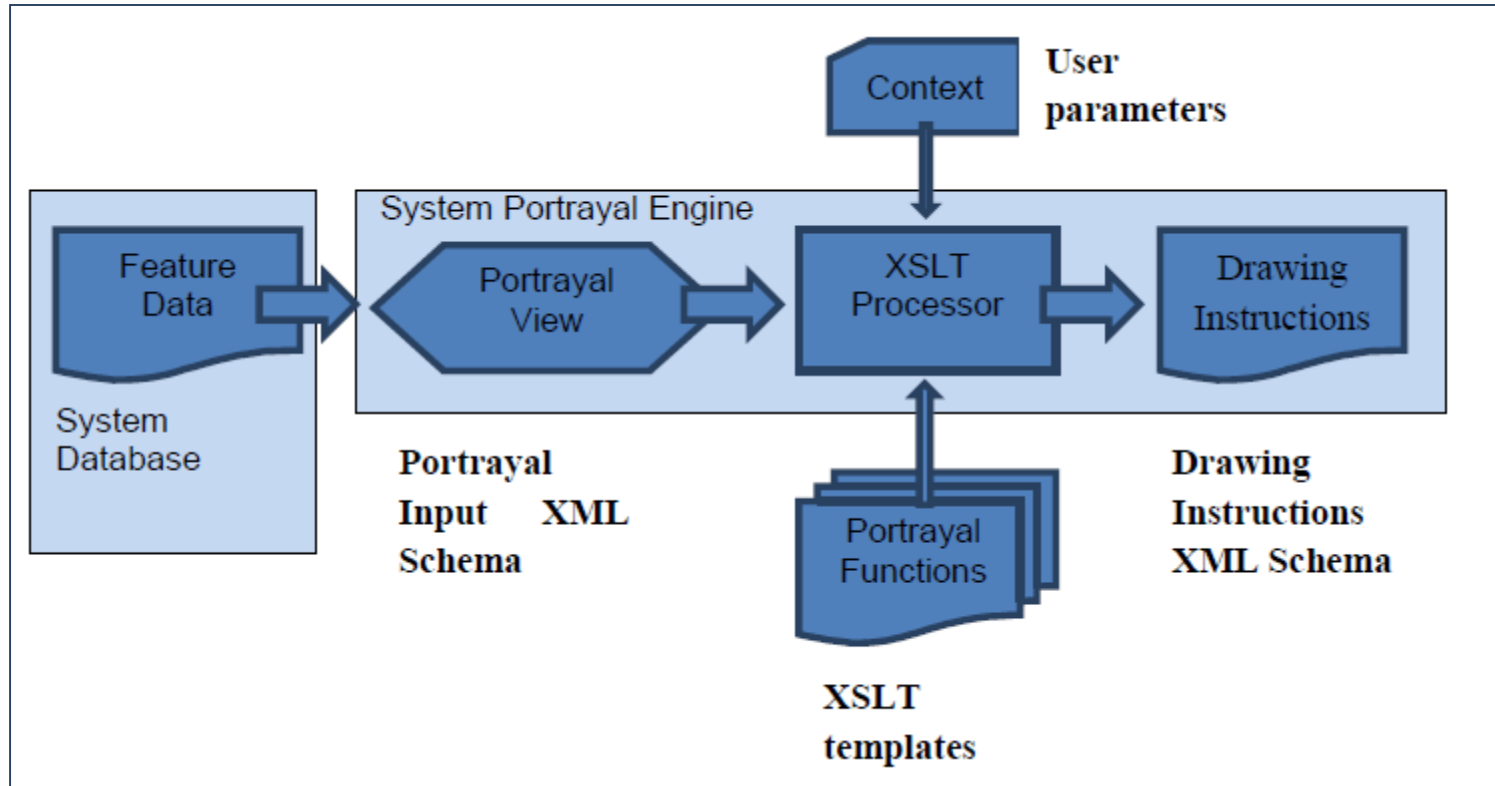 Context
User
parameters
System Portrayal Engine
Feature
Data
Portrayal
View
XSLT
Processor
Drawing
Instructions
System
Database
Portrayal
Input XML
Schema
Portrayal
Functions
Drawing
Instructions
XML Schema
XSLT
templates